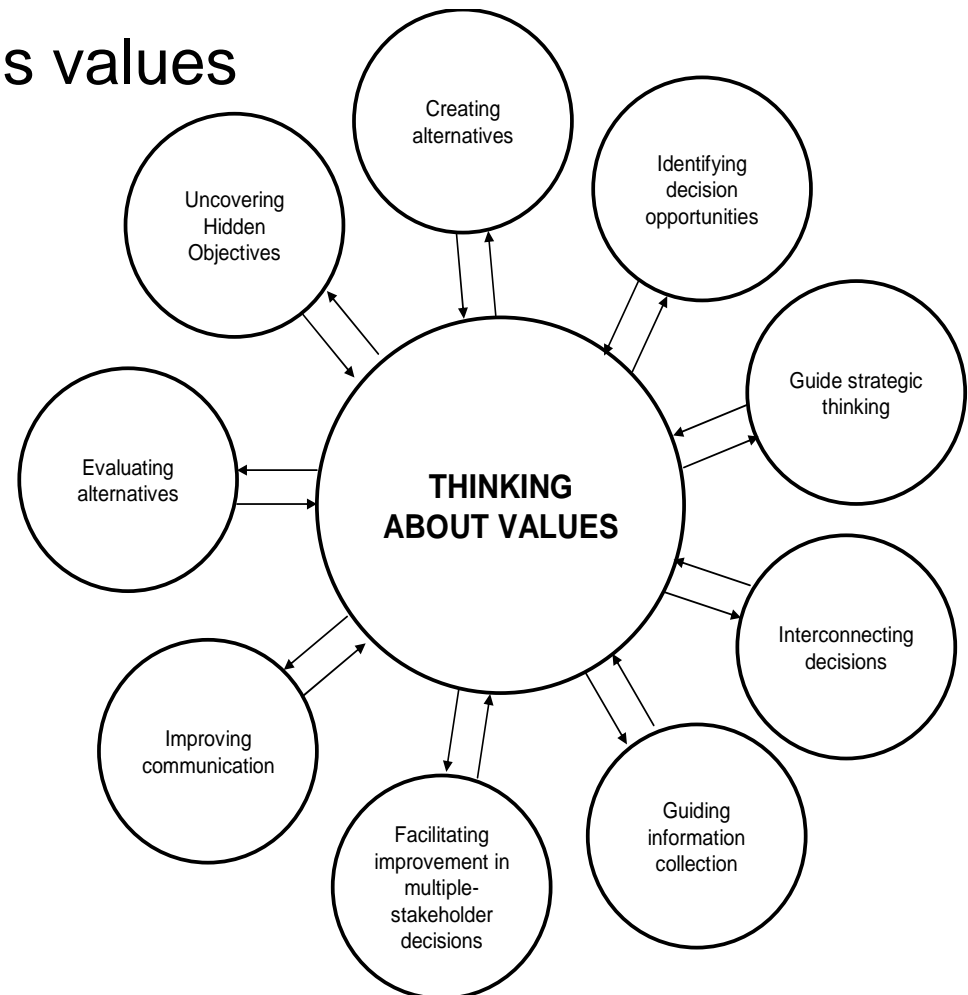 s values
Creating
alternatives
Identifying
decision
opportunities
Uncovering
Hidden
Objectives
Guide strategic
thinking
Evaluating
alternatives
THINKING
ABOUT VALUES
Interconnecting
decisions
Improving
communication
Guiding
information
collection
Facilitating
improvement in
multiple-
stakeholder
decisions